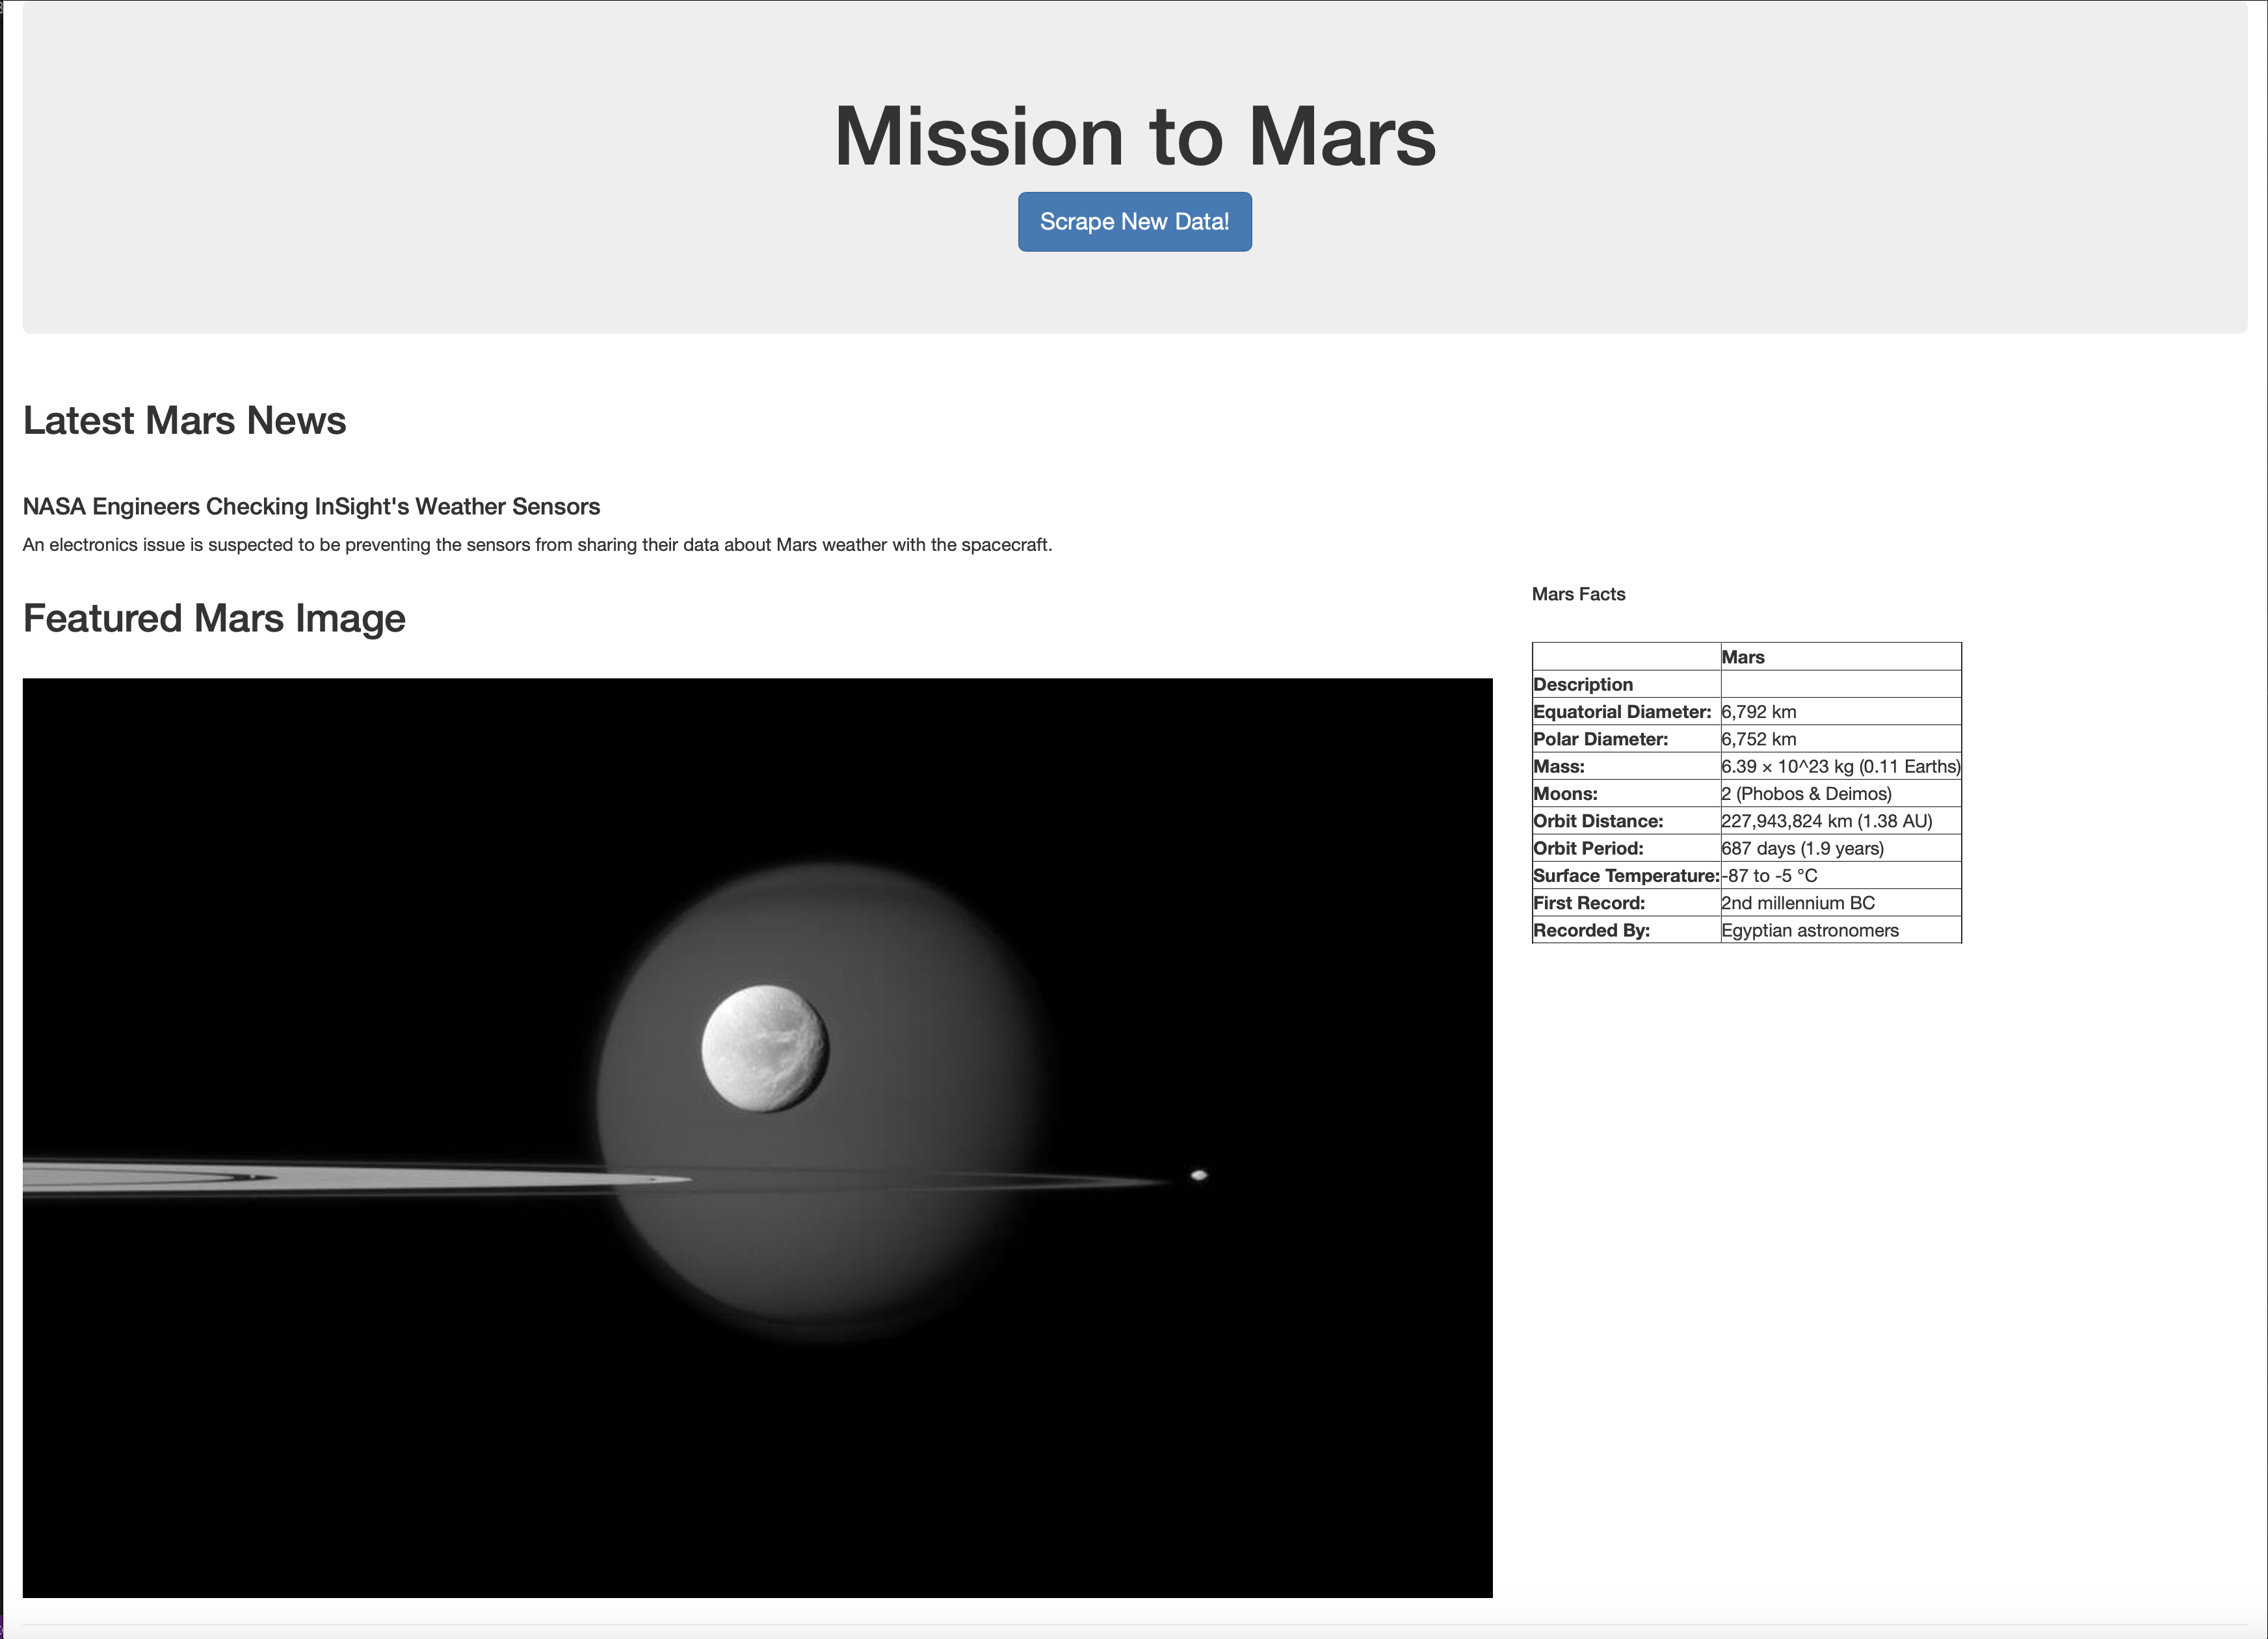 Mission to Mars
Scrape New Data!
Latest Mars News
NASA Engineers Checking InSight's Weather Sensors
An electronics issue is suspected to be preventing the sensors from sharing their data about Mars weather with the spacecraft.
Featured Mars Image
Mars Facts
Mars
Description
Equatorial Diameter: 6,792 km
Polar Diameter: 6,752 km
Mass: 6.39 × 10^23 kg (0.11 Earths)
Moons: 2 (Phobos & Deimos)
Orbit Distance: 227,943,824 km (1.38 AU)
Orbit Period: 687 days (1.9 years)
Surface Temperature: -87 to -5 °C
First Record: 2nd millennium BC
Recorded By: Egyptian astronomers